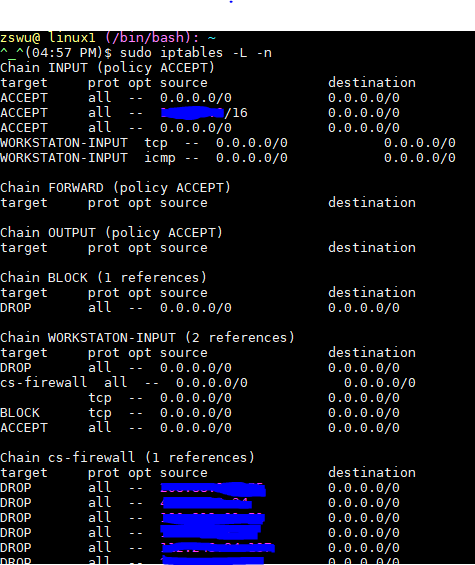 zswu@ linux1 (/bin/bash): ~
^_^(04:57 PM)$ sudo iptables -L -n
Chain INPUT (policy ACCEPT)
target prot opt source destination
ACCEPT all -- 0.0.0.0/0 0.0.0.0/0
ACCEPT all -- /16 0.0.0.0/0
ACCEPT all -- 0.0.0.0/0 0.0.0.0/0
WORKSTATON-INPUT tcp -- 0.0.0.0/0 0.0.0.0/0
WORKSTATON-INPUT icmp -- 0.0.0.0/0 0.0.0.0/0
Chain FORWARD (policy ACCEPT)
target prot opt source destination
Chain OUTPUT (policy ACCEPT)
target prot opt source destination
Chain BLOCK (1 references)
target prot opt source destination
DROP all -- 0.0.0.0/0 0.0.0.0/0
Chain WORKSTATON-INPUT (2 references)
target prot opt source destination
DROP all -- 0.0.0.0/0 0.0.0.0/0
cs-firewall all -- 0.0.0.0/0 0.0.0.0/0
tcp -- 0.0.0.0/0 0.0.0.0/0
BLOCK tcp -- 0.0.0.0/0 0.0.0.0/0
ACCEPT all -- 0.0.0.0/0 0.0.0.0/0
Chain cs-firewall (1 references)
target prot opt source destination
DROP all -- 0.0.0.0/0
DROP all -- 0.0.0.0/0
DROP all -- 0.0.0.0/0
DROP all -- 0.0.0.0/0
DROP all -- 0.0.0.0/0
DROP all -- 0.0.0.0/0